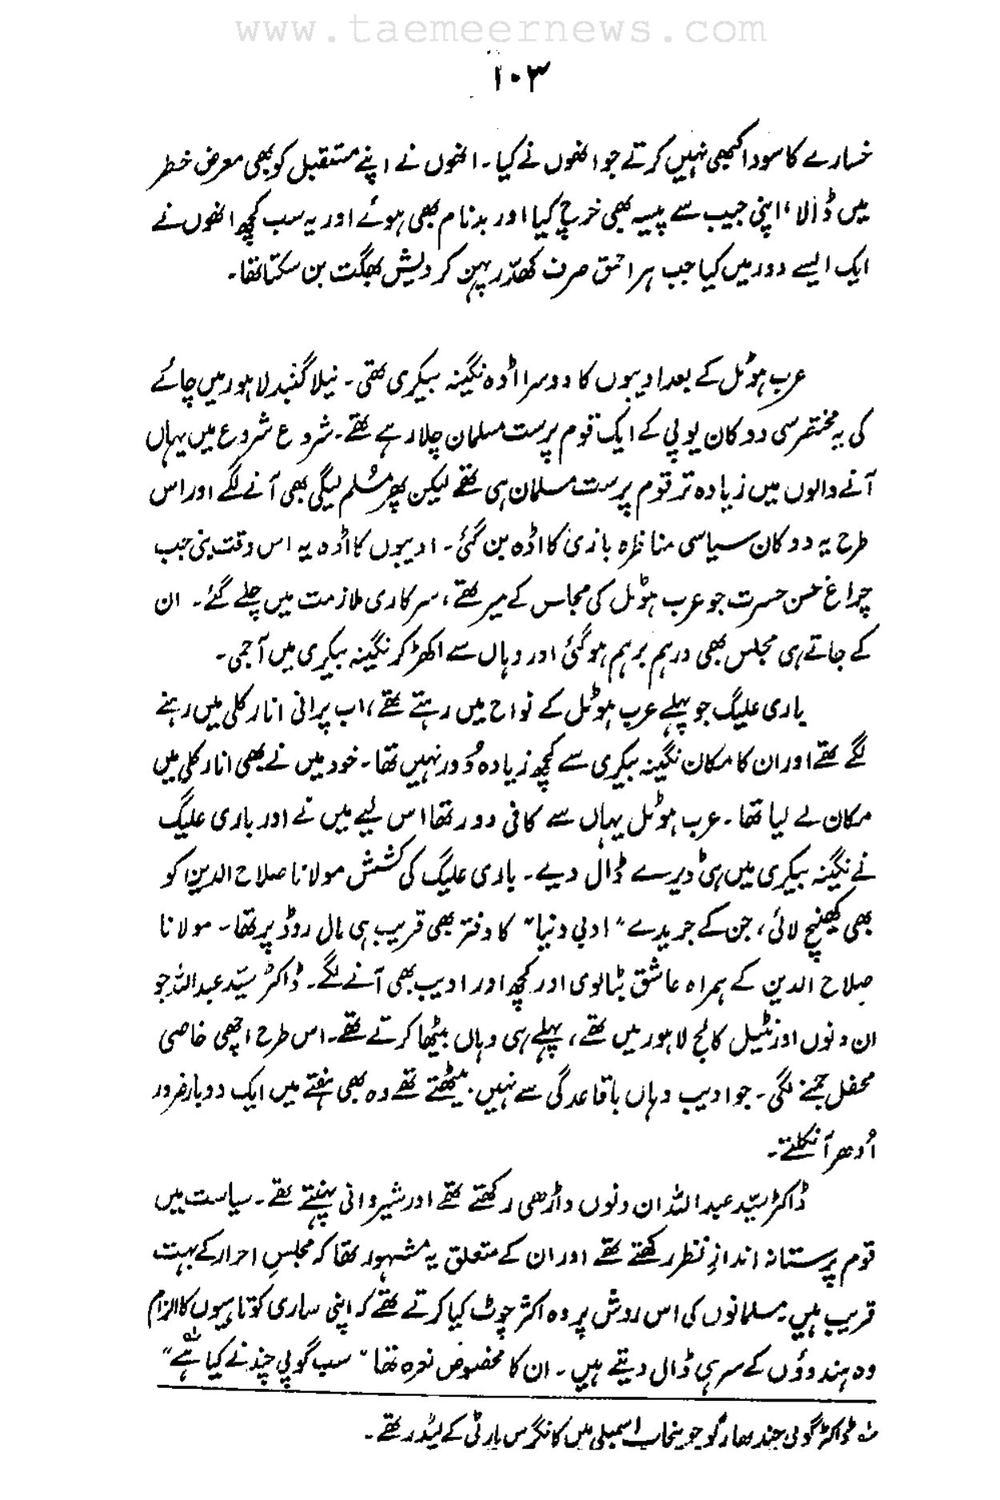 www.taemeernews.com
۱۰۳
خسارے کا سودا کبھی نہیں کرتے جو انھوں نے کیا۔ انھوں نے اپنے مستقبل کو بھی معرض خطر
میں ڈالا، اپنی جیب سے پیسہ بھی خرچ کیا اور بدنام بھی ہوئے اور یہ سب کچھ انھوں نے
ایک ایسے دور میں کیا جب ہر احمق صرف کھدّر پہن کر دیش بھگت بن سکتا تھا۔
عرب ہوٹل کے بعد ادیبوں کا دوسرا اڈہ نگینہ بیکری تھی۔ نیلا گنبد لاہور میں چائے
کی یہ مختصر سی دوکان یو پی کے ایک قوم پرست مسلمان چلا رہے تھے۔ شروع شروع میں یہاں
آنے والوں میں زیادہ تر قوم پرست مسلمان ہی تھے لیکن پھر مُسلم لیگی بھی آنے لگے اور اس
طرح یہ دوکان سیاسی مناظرہ بازی کا اڈہ بن گئی۔ ادیبوں کا اڈہ یہ اس وقت بنی جب
چراغ حسن حسرت جو عرب ہوٹل کی مجالس کے میر تھے، سرکاری ملازمت میں چلے گئے۔ ان
کے جاتے ہی مجلس بھی درہم برہم ہو گئی اور وہاں سے اکھڑ کر نگینہ بیکری میں آ جمی۔
باری علیگ جو پہلے عرب ہوٹل کے نواح میں رہتے تھے، اب پرانی انارکلی میں رہنے
لگے تھے اور ان کا مکان نگینہ بیکری سے کچھ زیادہ دُور نہیں تھا۔ خود میں نے بھی انارکلی میں
مکان لے لیا تھا۔ عرب ہوٹل یہاں سے کافی دور تھا اس لیے میں نے اور باری علیگ
نے نگینہ بیکری میں ہی ڈیرے ڈال دیے۔ باری علیگ کی کشش مولانا صلاح الدین کو
بھی کھینچ لائی، جن کے جریدے "ادبی دنیا" کا دفتر بھی قریب ہی مال روڈ پر تھا۔ مولانا
صلاح الدین کے ہمراہ عاشق بٹالوی اور کچھ اور ادیب بھی آنے لگے۔ ڈاکٹر سیّد عبداللہ جو
ان دنوں اورنٹیل کالج لاہور میں تھے، پہلے ہی وہاں بیٹھا کرتے تھے۔ اس طرح اچھی خاصی
محفل جمنے لگی۔ جو ادیب وہاں باقاعدگی سے نہیں بیٹھتے تھے وہ بھی ہفتے میں ایک دو بار ضرور
اُدھر آ نکلتے۔
ڈاکٹر سیّد عبداللہ ان دنوں داڑھی رکھتے تھے اور شیروانی پہنتے تھے۔ سیاست میں
قوم پرستانہ اندازِ نظر رکھتے تھے اور ان کے متعلق یہ مشہور تھا کہ مجلسِ احرار کے بہت
قریب ہیں۔ مسلمانوں کی اس روش پر وہ اکثر چوٹ کیا کرتے تھے کہ اپنی ساری کوتاہیوں کا الزام
وہ ہندوؤں کے سر ہی ڈال دیتے ہیں۔ ان کا مخصوص نعرہ تھا "سب گوپی چند نے کیا ہے"
ڈاکٹر گوپی چند بھارگو جو پنجاب اسمبلی میں کانگرس پارٹی کے لیڈر تھے۔